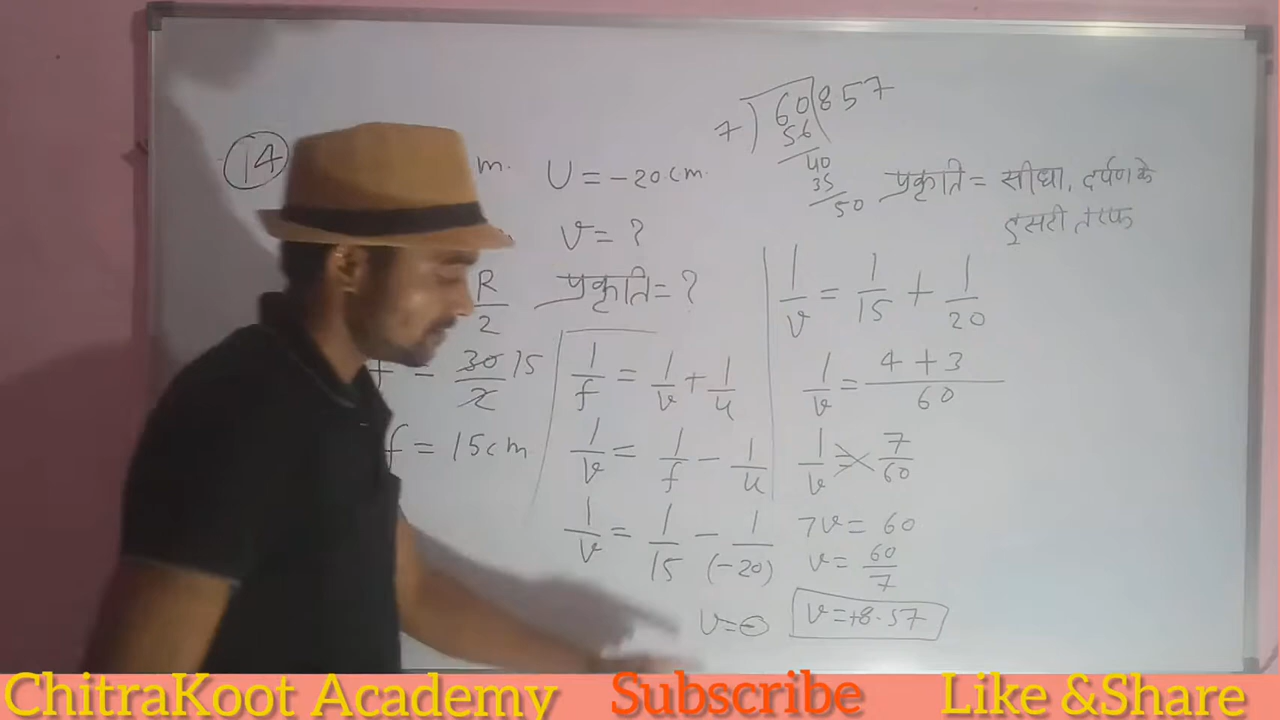 14
m.
U = -20 cm.
v = ?
प्रकृति = ?
R/2
30/2 15
f = 15 cm
1/f = 1/v + 1/u
1/v = 1/f - 1/u
1/v = 1/15 - 1/(-20)
7 ) 60 ( 857
56
40
35
50
प्रकृति = सीधा, दर्पण के
दुसरी तरफ
1/v = 1/15 + 1/20
1/v = 4 + 3/60
1/v = 7/60
7v = 60
v = 60/7
v = +8.57
ChitraKoot Academy
Subscribe
Like &Share